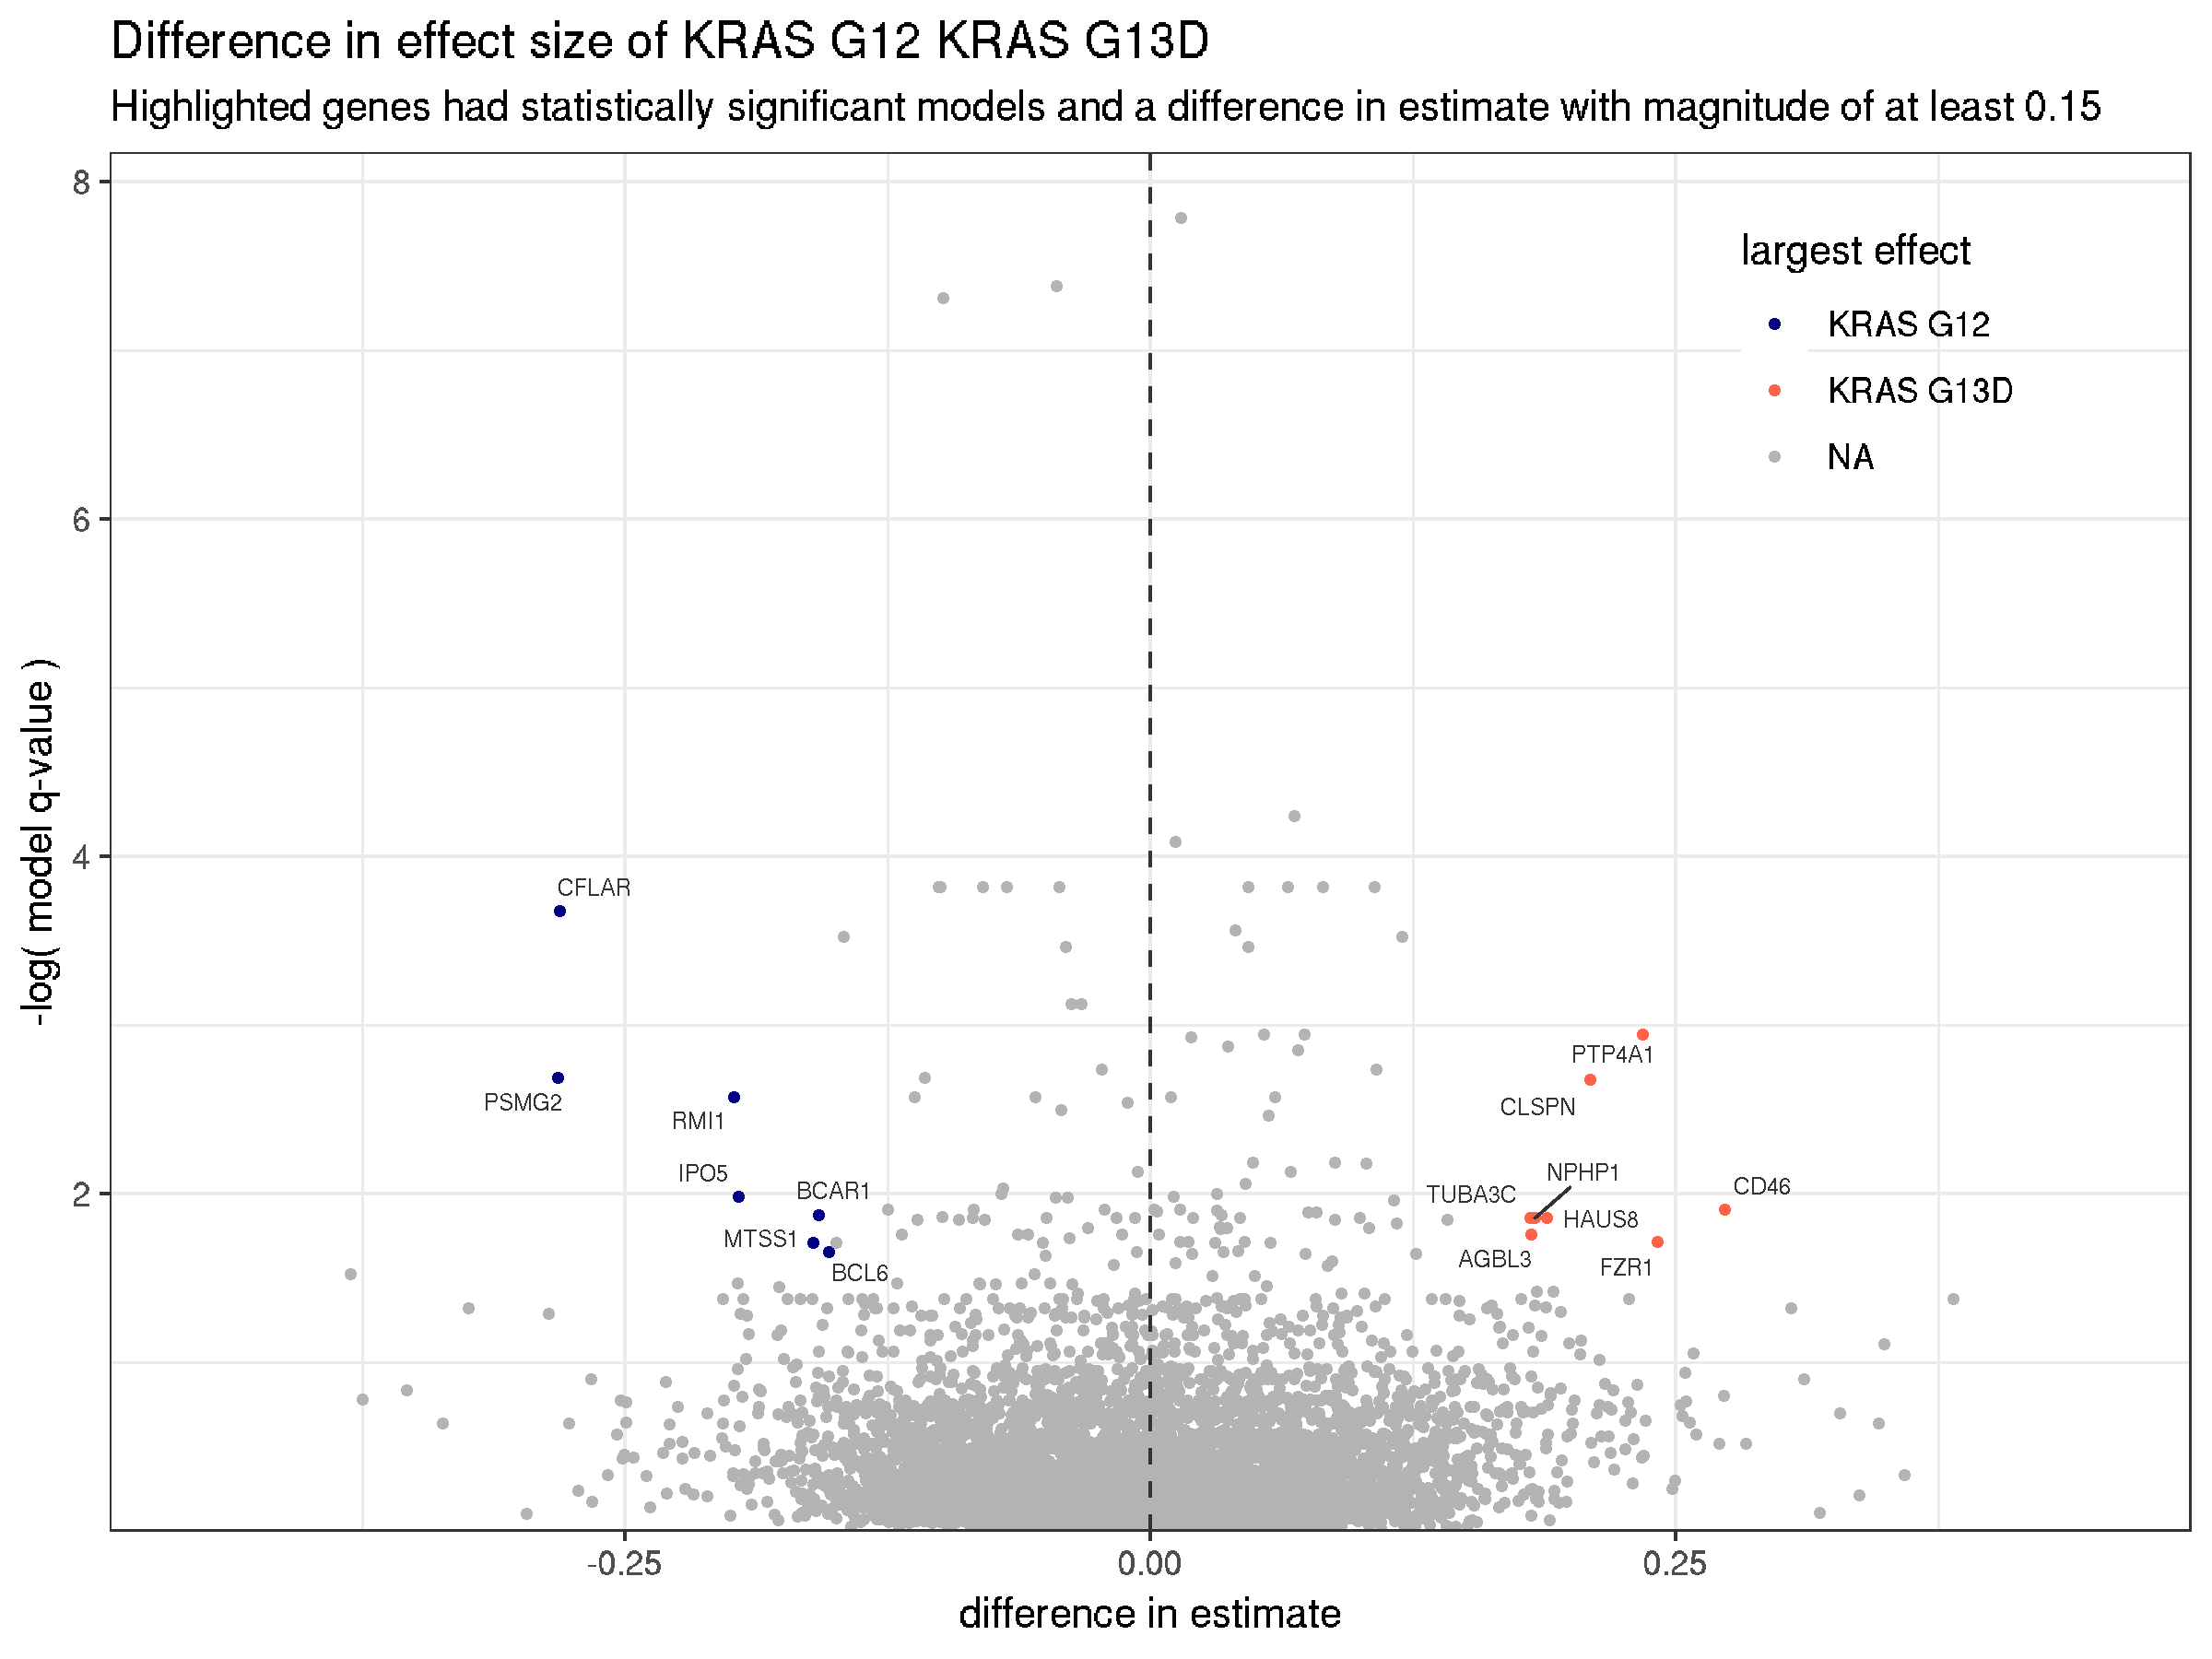 Difference in effect size of KRAS G12 KRAS G13D
Highlighted genes had statistically significant models and a difference in estimate with magnitude of at least 0.15
8
6
4
2
-log( model q-value )
largest effect
KRAS G12
KRAS G13D
NA
CFLAR
PSMG2
RMI1
IPO5
BCAR1
MTSS1
BCL6
PTP4A1
CLSPN
NPHP1
TUBA3C
CD46
HAUS8
AGBL3
FZR1
-0.25
0.00
0.25
difference in estimate